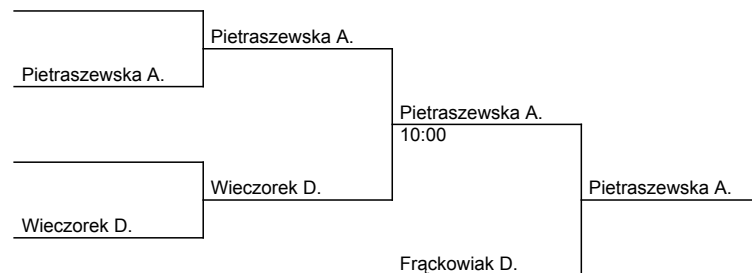 Pietraszewska A.
Pietraszewska A.
Pietraszewska A.
10:00
Wieczorek D.
Pietraszewska A.
Wieczorek D.
Frąckowiak D.